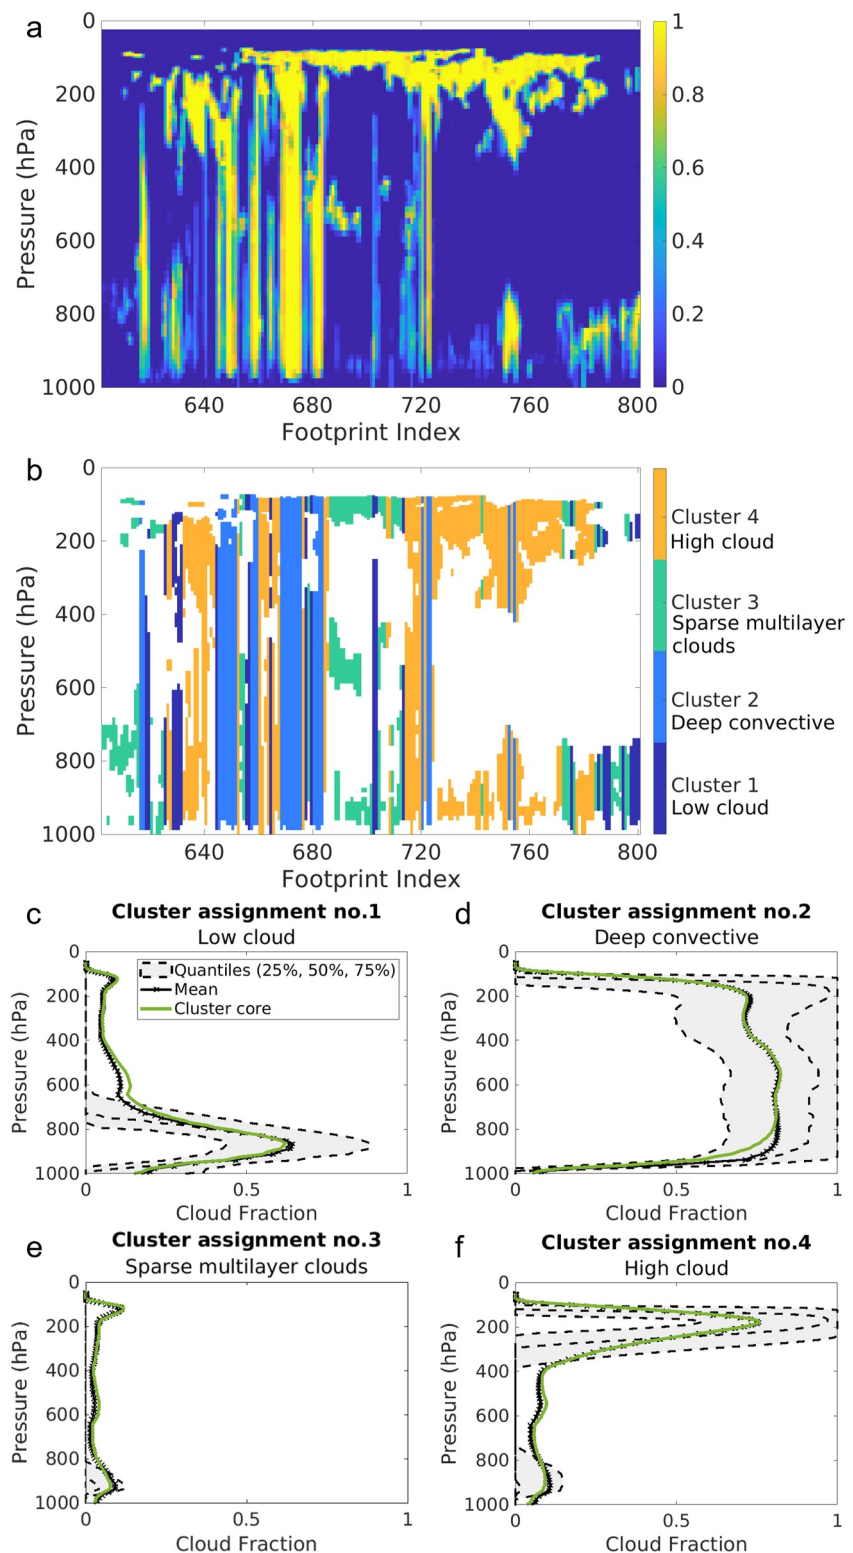 a
0
200
400
600
800
1000
Pressure (hPa)
640 680 720 760 800
Footprint Index
1
0.8
0.6
0.4
0.2
0
b
0
200
400
600
800
1000
Pressure (hPa)
640 680 720 760 800
Footprint Index
Cluster 4
High cloud
Cluster 3
Sparse multilayer
clouds
Cluster 2
Deep convective
Cluster 1
Low cloud
c
Cluster assignment no.1
Low cloud
0
200
400
600
800
1000
Pressure (hPa)
Quantiles (25%, 50%, 75%)
Mean
Cluster core
0 0.5 1
Cloud Fraction
d
Cluster assignment no.2
Deep convective
0
200
400
600
800
1000
Pressure (hPa)
0 0.5 1
Cloud Fraction
e
Cluster assignment no.3
Sparse multilayer clouds
0
200
400
600
800
1000
Pressure (hPa)
0 0.5 1
Cloud Fraction
f
Cluster assignment no.4
High cloud
0
200
400
600
800
1000
Pressure (hPa)
0 0.5 1
Cloud Fraction